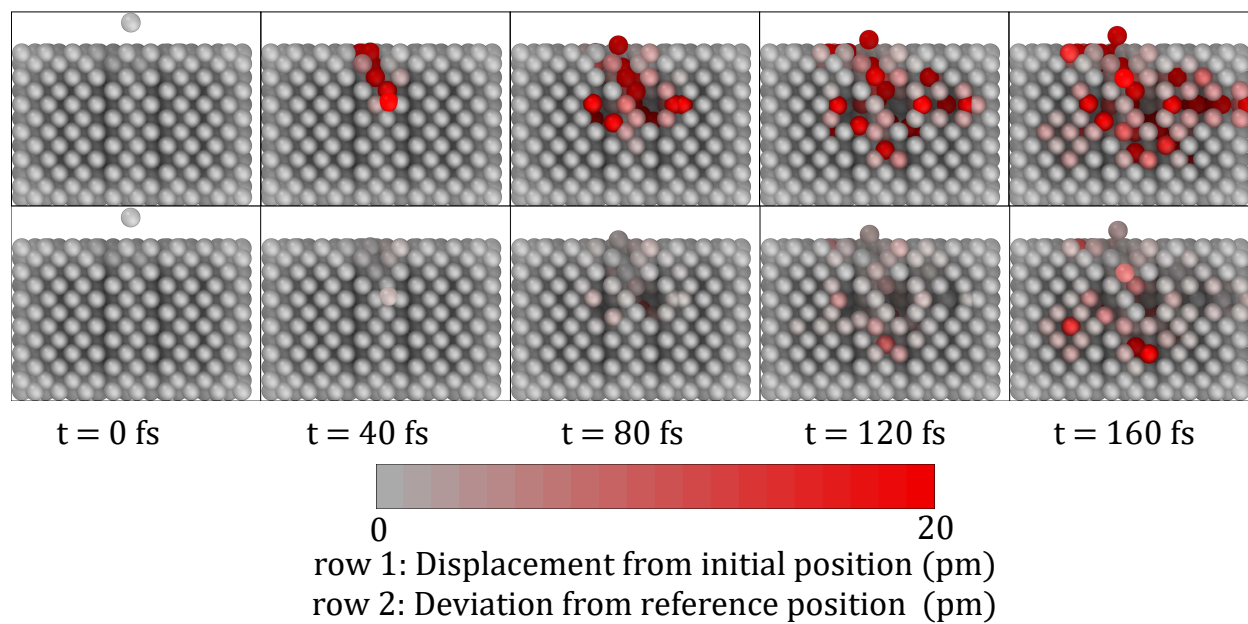 t = 0 fs
t = 40 fs
t = 80 fs
t = 120 fs
t = 160 fs
0
20
row 1: Displacement from initial position (pm)
row 2: Deviation from reference position (pm)